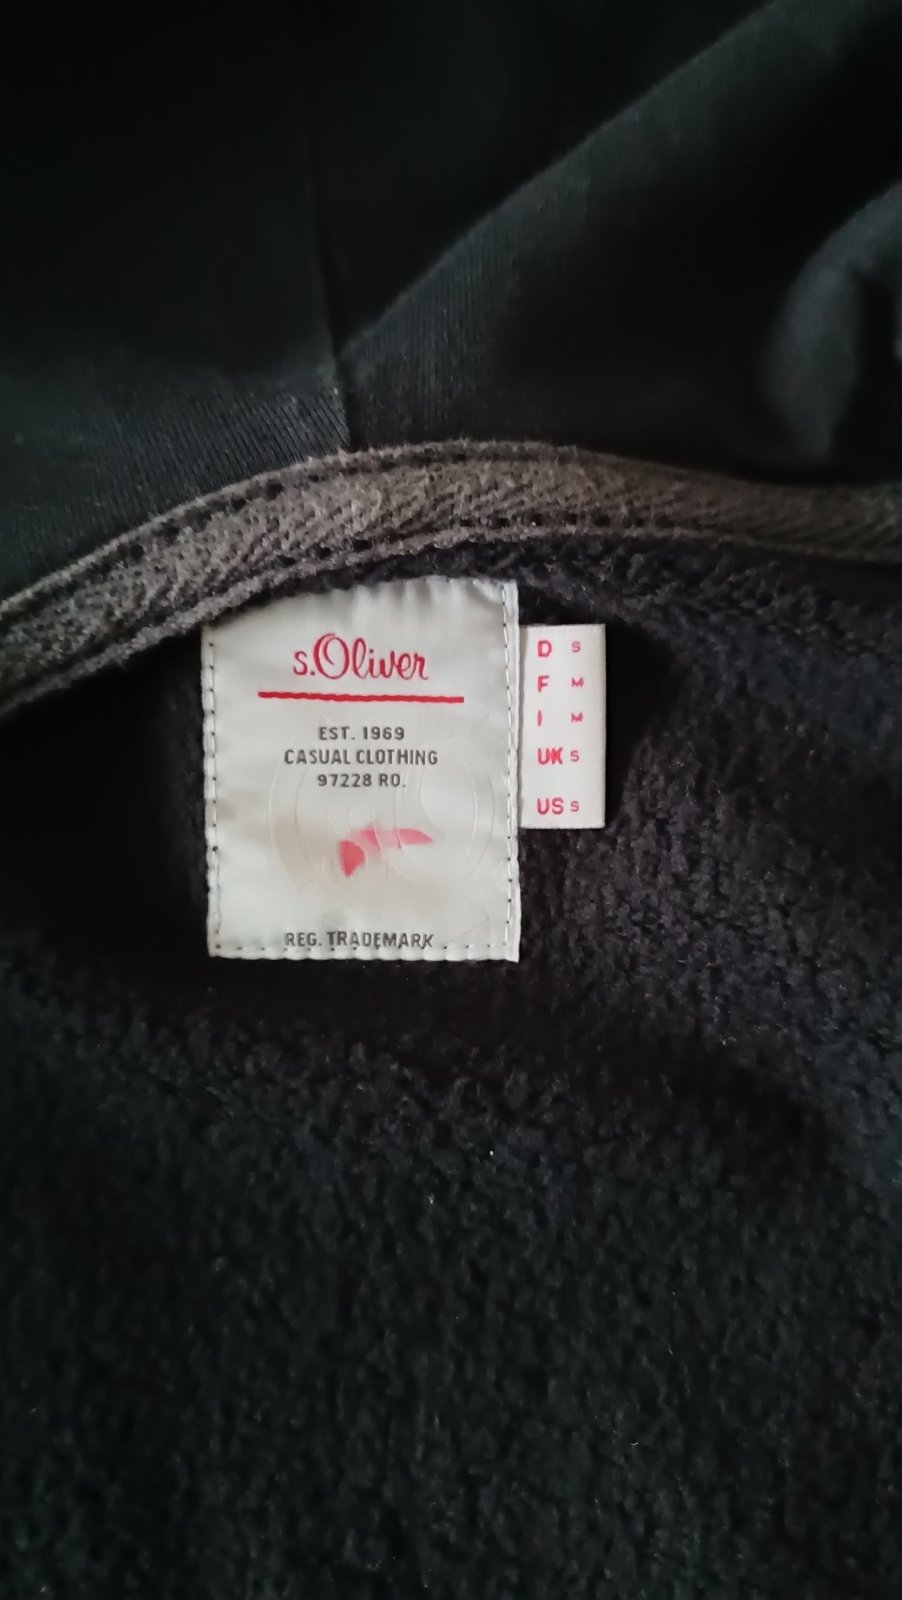 s.Oliver
EST. 1969
CASUAL CLOTHING
97228 RO.
REG. TRADEMARK
D S
F M
I M
UK S
US S